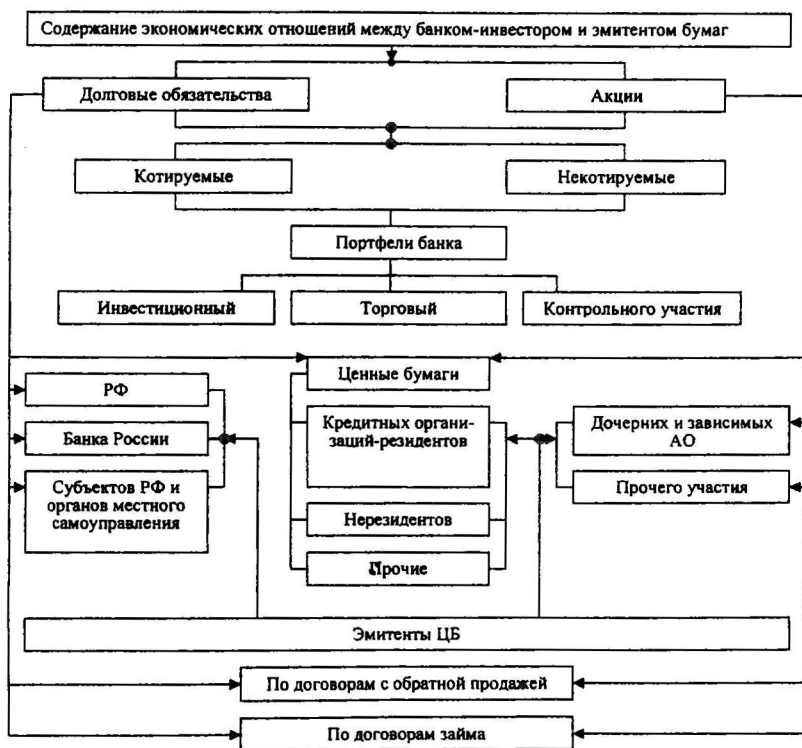 Содержание экономических отношений между банком-инвестором и эмитентом бумаг
Долговые обязательства
Акции
Котируемые
Некотируемые
Портфели банка
Инвестиционный
Торговый
Контрольного участия
Ценные бумаги
РФ
Кредитных органи-
заций-резидентов
Дочерних и зависимых
АО
Банка России
Субъектов РФ и
органов местного
самоуправления
Прочего участия
Нерезидентов
Прочие
Эмитенты ЦБ
По договорам с обратной продажей
По договорам займа